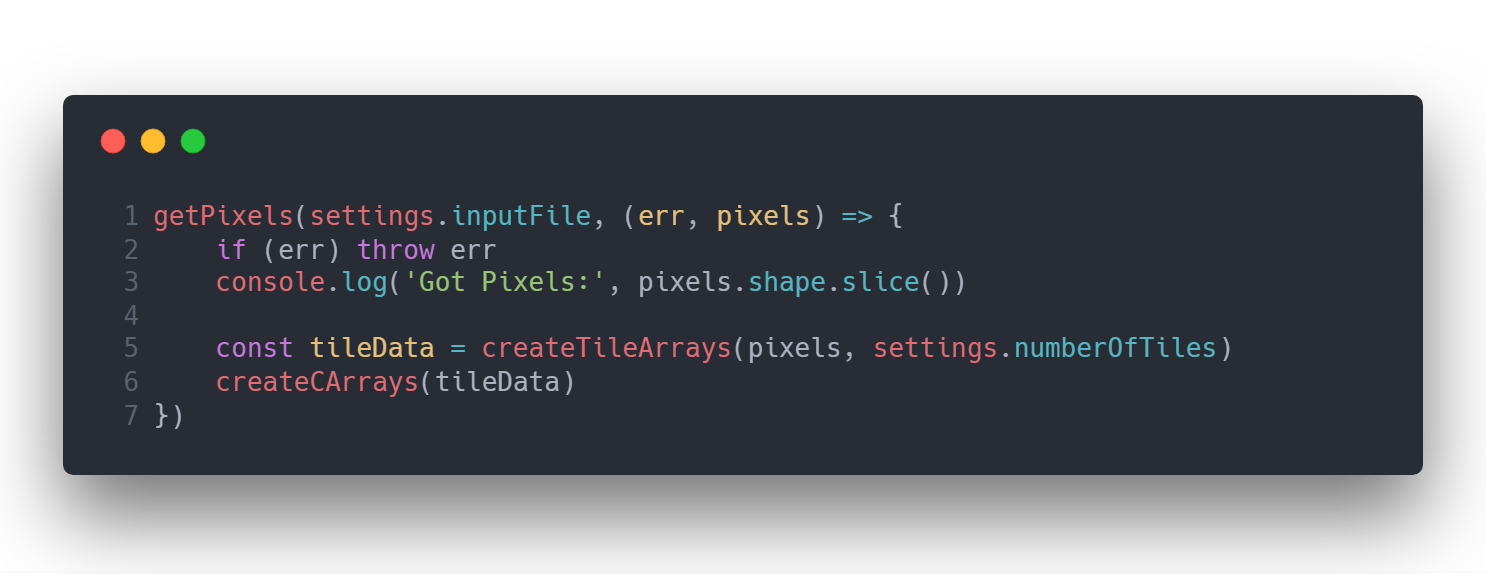 1 getPixels(settings.inputFile, (err, pixels) => {
2     if (err) throw err
3     console.log('Got Pixels:', pixels.shape.slice())
4
5     const tileData = createTileArrays(pixels, settings.numberOfTiles)
6     createCArrays(tileData)
7 })